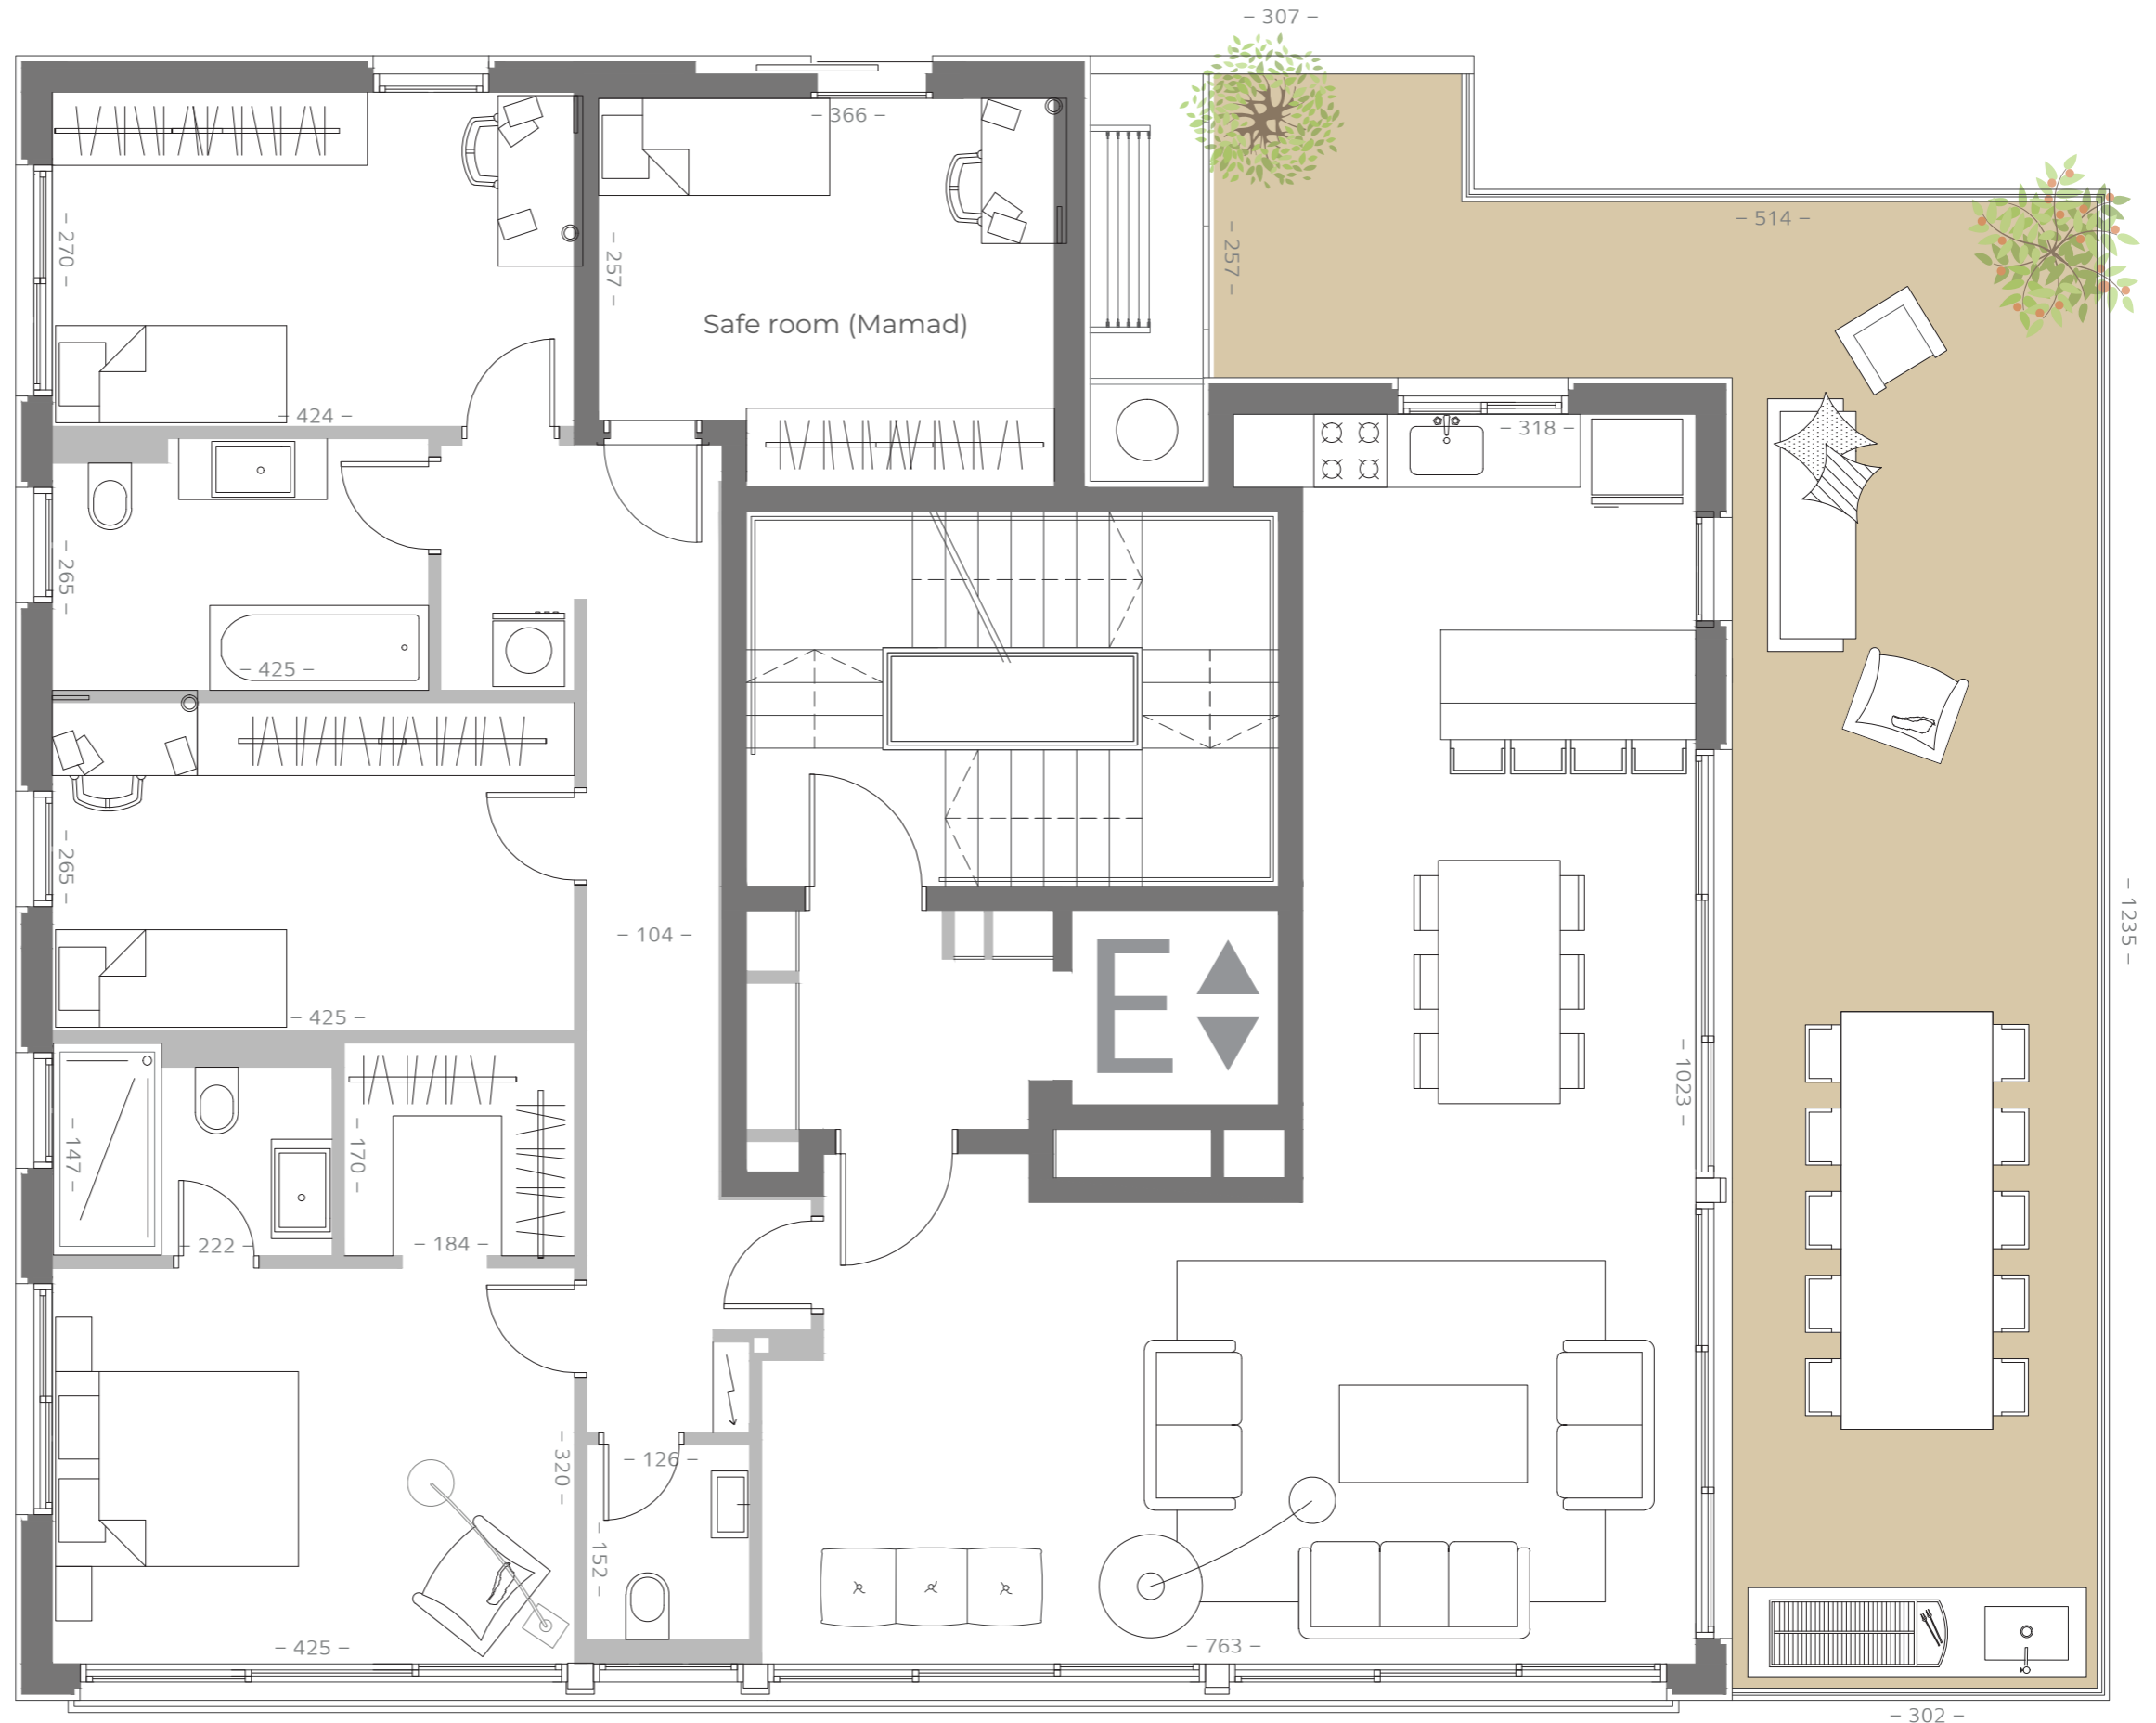 – 307 –
– 366 –
– 514 –
– 270 –
– 257 –
– 257 –
Safe room (Mamad)
– 424 –
– 318 –
– 265 –
– 425 –
– 265 –
– 104 –
– 1235 –
E
– 425 –
– 1023 –
– 147 –
– 170 –
– 222 –
– 184 –
– 320 –
– 126 –
– 152 –
– 425 –
– 763 –
– 302 –